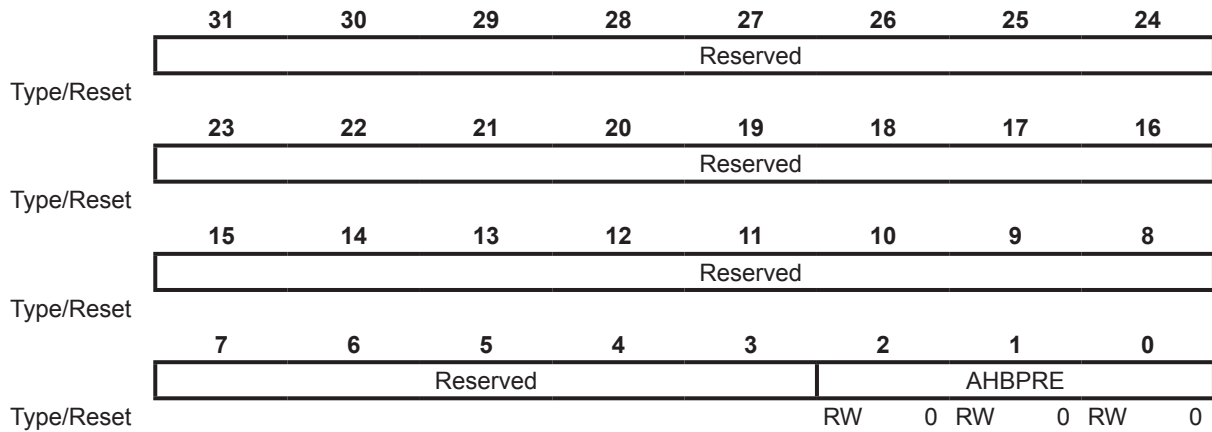 31 30 29 28 27 26 25 24
Reserved
Type/Reset
23 22 21 20 19 18 17 16
Reserved
Type/Reset
15 14 13 12 11 10 9 8
Reserved
Type/Reset
7 6 5 4 3 2 1 0
Reserved AHBPRE
Type/Reset RW 0 RW 0 RW 0